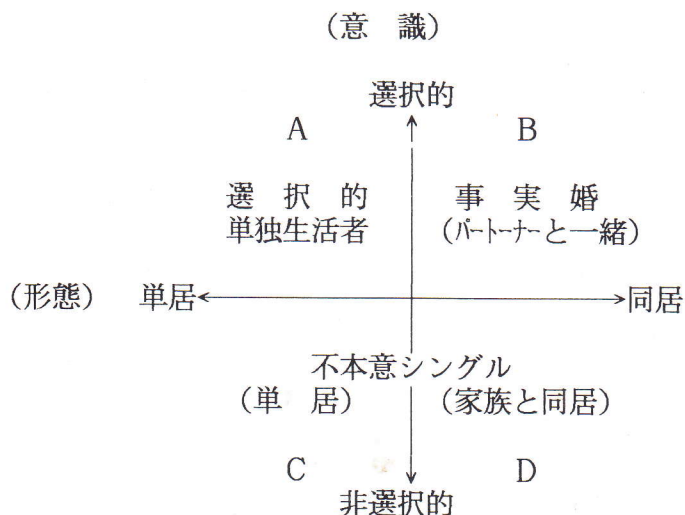 （意　識）
選択的
A
B
選　択　的
単独生活者
事　実　婚
（パートーナーと一緒）
（形態）
単居
同居
不本意シングル
（単　居）
（家族と同居）
C
D
非選択的